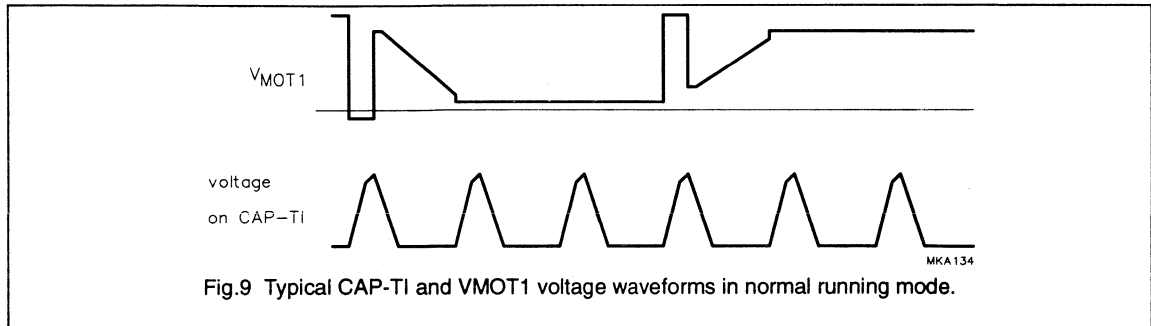 VMOT1
voltage
on CAP-TI
MKA134
Fig.9 Typical CAP-TI and VMOT1 voltage waveforms in normal running mode.